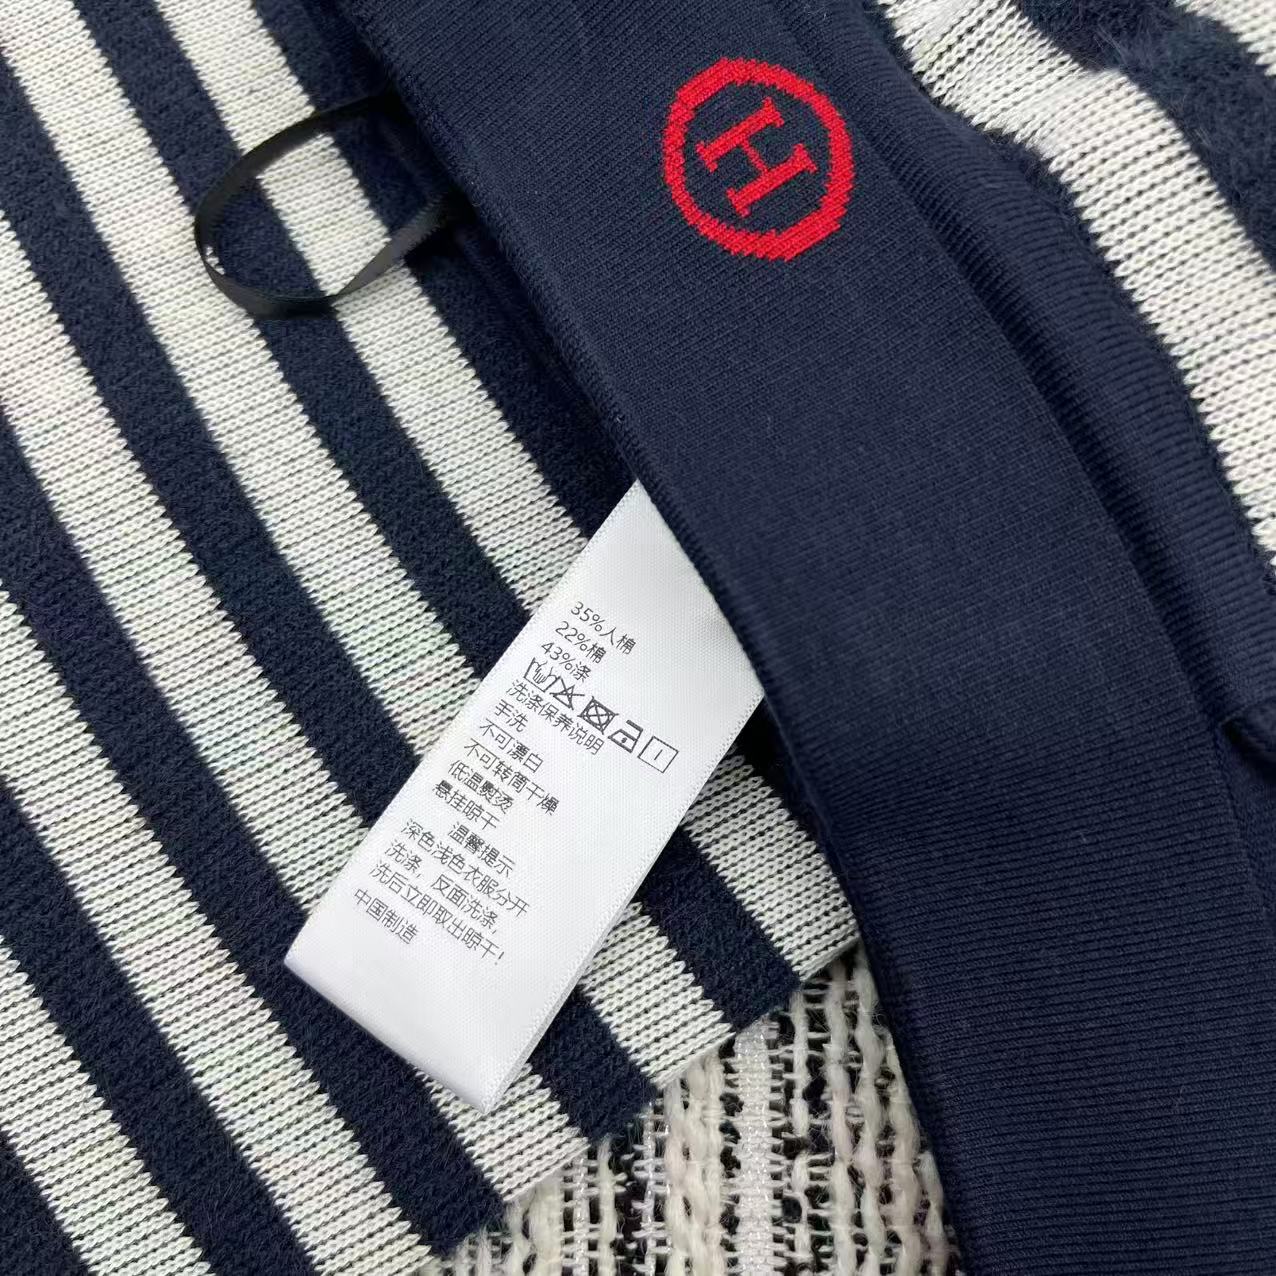 H
35%人棉
22%棉
43%涤
洗涤保养说明
手洗
不可漂白
不可转筒干燥
低温熨烫
悬挂晾干
温馨提示
深色浅色衣服分开
洗涤，反面洗涤，
洗后立即取出晾干！
中国制造